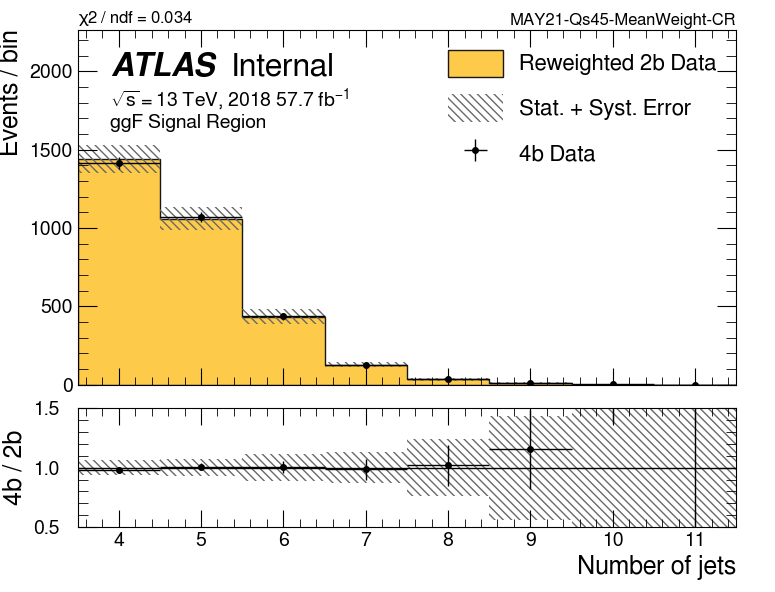 χ2 / ndf = 0.034
MAY21-Qs45-MeanWeight-CR
Events / bin
ATLAS Internal
√s = 13 TeV, 2018 57.7 fb−1
ggF Signal Region
Reweighted 2b Data
Stat. + Syst. Error
4b Data
2000
1500
1000
500
0
4b / 2b
1.5
1.0
0.5
4 5 6 7 8 9 10 11
Number of jets